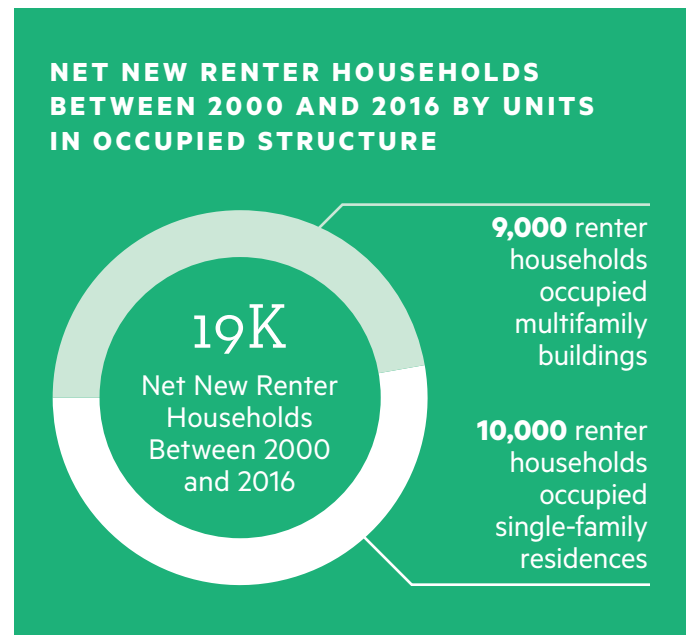 NET NEW RENTER HOUSEHOLDS
BETWEEN 2000 AND 2016 BY UNITS
IN OCCUPIED STRUCTURE
19K
Net New Renter
Households
Between 2000
and 2016
9,000 renter
households
occupied
multifamily
buildings
10,000 renter
households
occupied
single-family
residences